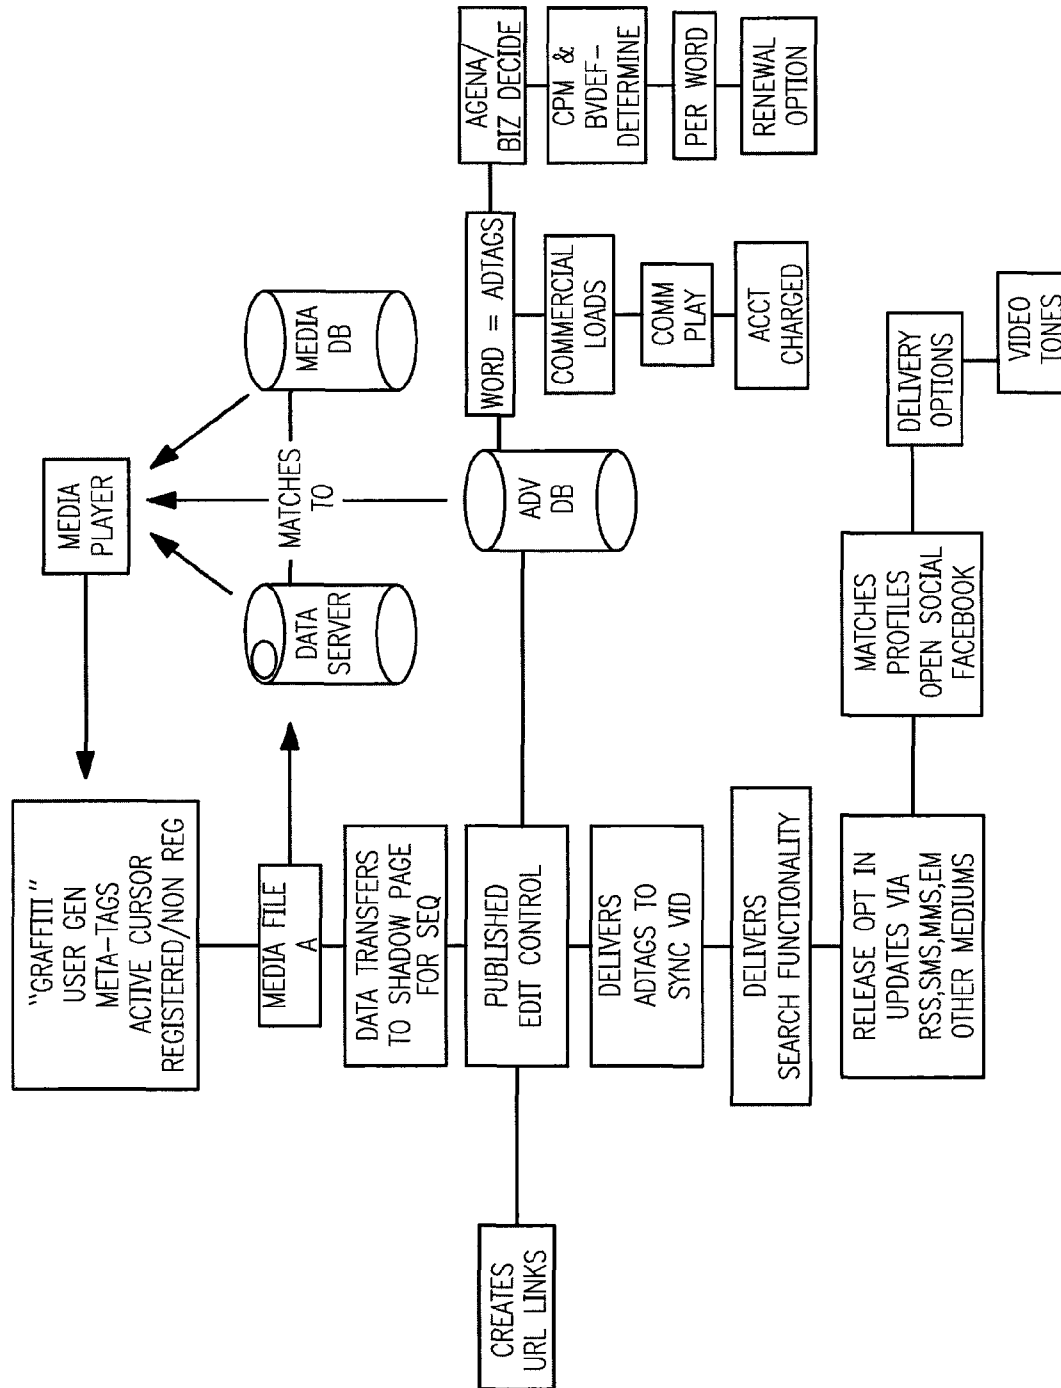 "GRAFFITI"
USER GEN
META-TAGS
ACTIVE CURSOR
REGISTERED/NON REG
MEDIA
PLAYER
MEDIA FILE
A
DATA
SERVER
MATCHES
TO
MEDIA
DB
DATA TRANSFERS
TO SHADOW PAGE
FOR SEQ
CREATES
URL LINKS
PUBLISHED
EDIT CONTROL
ADV
DB
WORD = ADTAGS
AGENA/
BIZ DECIDE
COMMERCIAL
LOADS
CPM &
BVDEF-
DETERMINE
COMM
PLAY
PER WORD
ACCT
CHARGED
RENEWAL
OPTION
DELIVERS
ADTAGS TO
SYNC VID
DELIVERS
SEARCH FUNCTIONALITY
RELEASE OPT IN
UPDATES VIA
RSS,SMS,MMS,EM
OTHER MEDIUMS
MATCHES
PROFILES
OPEN SOCIAL
FACEBOOK
DELIVERY
OPTIONS
VIDEO
TONES